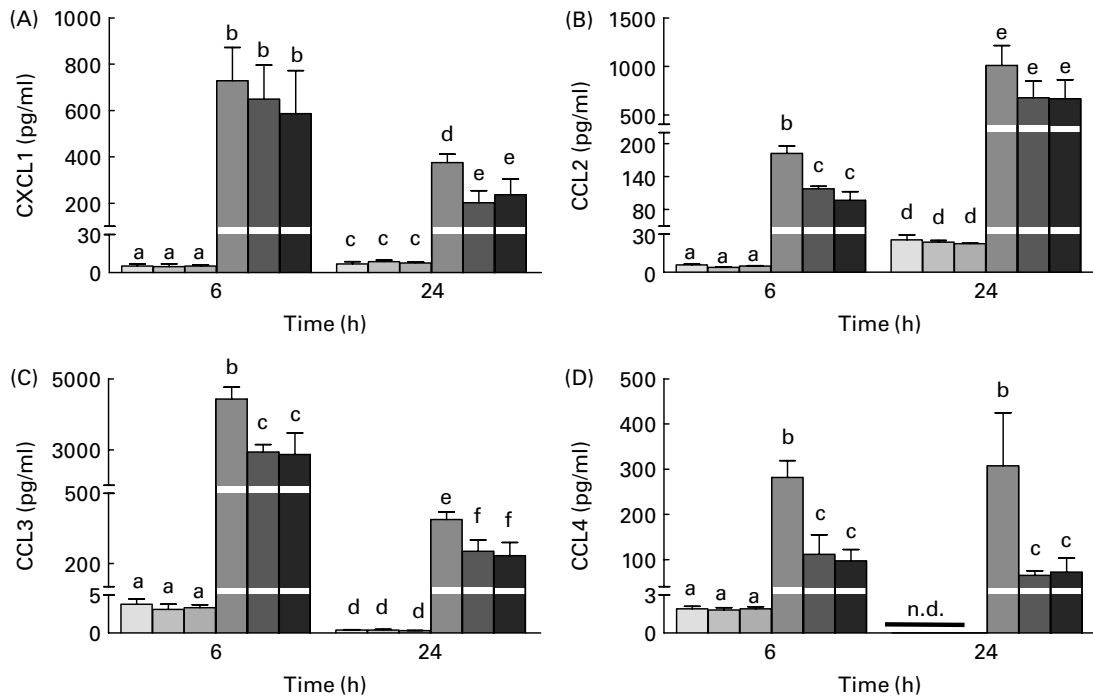 (A)
CXCL1 (pg/ml)
1000
800
600
400
200
30
0
a a a b b b c c c d e e
6 24
Time (h)
(B)
CCL2 (pg/ml)
1500
1000
500
200
140
80
30
0
a a a b c c d d d e e e
6 24
Time (h)
(C)
CCL3 (pg/ml)
5000
3000
500
200
5
0
a a a b c c d d d e f f
6 24
Time (h)
(D)
CCL4 (pg/ml)
500
400
300
200
100
3
0
a a a b c c n.d. b c c
6 24
Time (h)